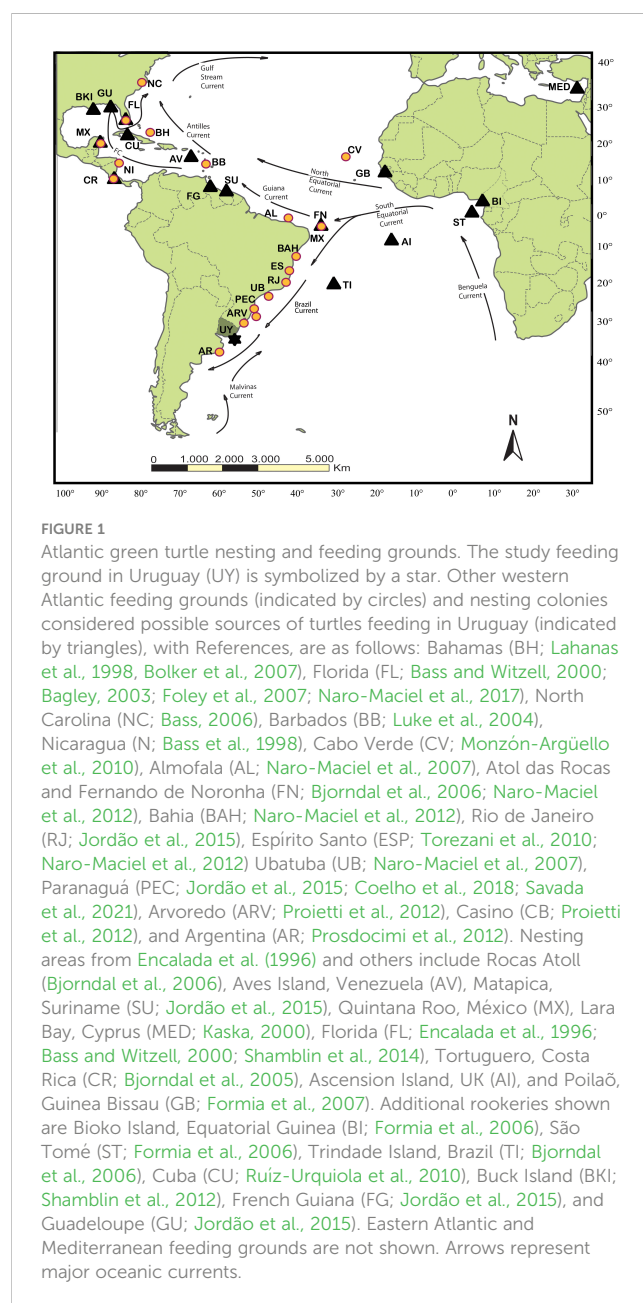 40°
30°
20°
10°
0°
10°
20°
30°
40°
50°
Gulf
Stream
Current
NC
BKI
GU
FL
MX
CU
BH
Antilles
Current
FC
AV
BB
NI
CR
FG
SU
Guiana
Current
AL
North
Equatorial
Current
South
Equatorial
Current
CV
GB
MED
BI
ST
FN
MX
AI
BAH
ES
RJ
TI
UB
PEC
ARV
Brazil
Current
UY
AR
Malvinas
Current
Benguela
Current
N
0 1.000 2.000 3.000 5.000
Km
100° 90° 80° 70° 60° 50° 40° 30° 20° 10° 0° 10° 20° 30°
FIGURE 1
Atlantic green turtle nesting and feeding grounds. The study feeding
ground in Uruguay (UY) is symbolized by a star. Other western
Atlantic feeding grounds (indicated by circles) and nesting colonies
considered possible sources of turtles feeding in Uruguay (indicated
by triangles), with References, are as follows: Bahamas (BH; Lahanas
et al., 1998, Bolker et al., 2007), Florida (FL; Bass and Witzell, 2000;
Bagley, 2003; Foley et al., 2007; Naro-Maciel et al., 2017), North
Carolina (NC; Bass, 2006), Barbados (BB; Luke et al., 2004),
Nicaragua (N; Bass et al., 1998), Cabo Verde (CV; Monzón-Argüello
et al., 2010), Almofala (AL; Naro-Maciel et al., 2007), Atol das Rocas
and Fernando de Noronha (FN; Bjorndal et al., 2006; Naro-Maciel
et al., 2012), Bahia (BAH; Naro-Maciel et al., 2012), Rio de Janeiro
(RJ; Jordão et al., 2015), Espírito Santo (ESP; Torezani et al., 2010;
Naro-Maciel et al., 2012) Ubatuba (UB; Naro-Maciel et al., 2007),
Paranaguá (PEC; Jordão et al., 2015; Coelho et al., 2018; Savada
et al., 2021), Arvoredo (ARV; Proietti et al., 2012), Casino (CB; Proietti
et al., 2012), and Argentina (AR; Prosdocimi et al., 2012). Nesting
areas from Encalada et al. (1996) and others include Rocas Atoll
(Bjorndal et al., 2006), Aves Island, Venezuela (AV), Matapica,
Suriname (SU; Jordão et al., 2015), Quintana Roo, México (MX), Lara
Bay, Cyprus (MED; Kaska, 2000), Florida (FL; Encalada et al., 1996;
Bass and Witzell, 2000; Shamblin et al., 2014), Tortuguero, Costa
Rica (CR; Bjorndal et al., 2005), Ascension Island, UK (AI), and Poilaõ,
Guinea Bissau (GB; Formia et al., 2007). Additional rookeries shown
are Bioko Island, Equatorial Guinea (BI; Formia et al., 2006), São
Tomé (ST; Formia et al., 2006), Trindade Island, Brazil (TI; Bjorndal
et al., 2006), Cuba (CU; Ruíz-Urquiola et al., 2010), Buck Island (BKI;
Shamblin et al., 2012), French Guiana (FG; Jordão et al., 2015), and
Guadeloupe (GU; Jordão et al., 2015). Eastern Atlantic and
Mediterranean feeding grounds are not shown. Arrows represent
major oceanic currents.